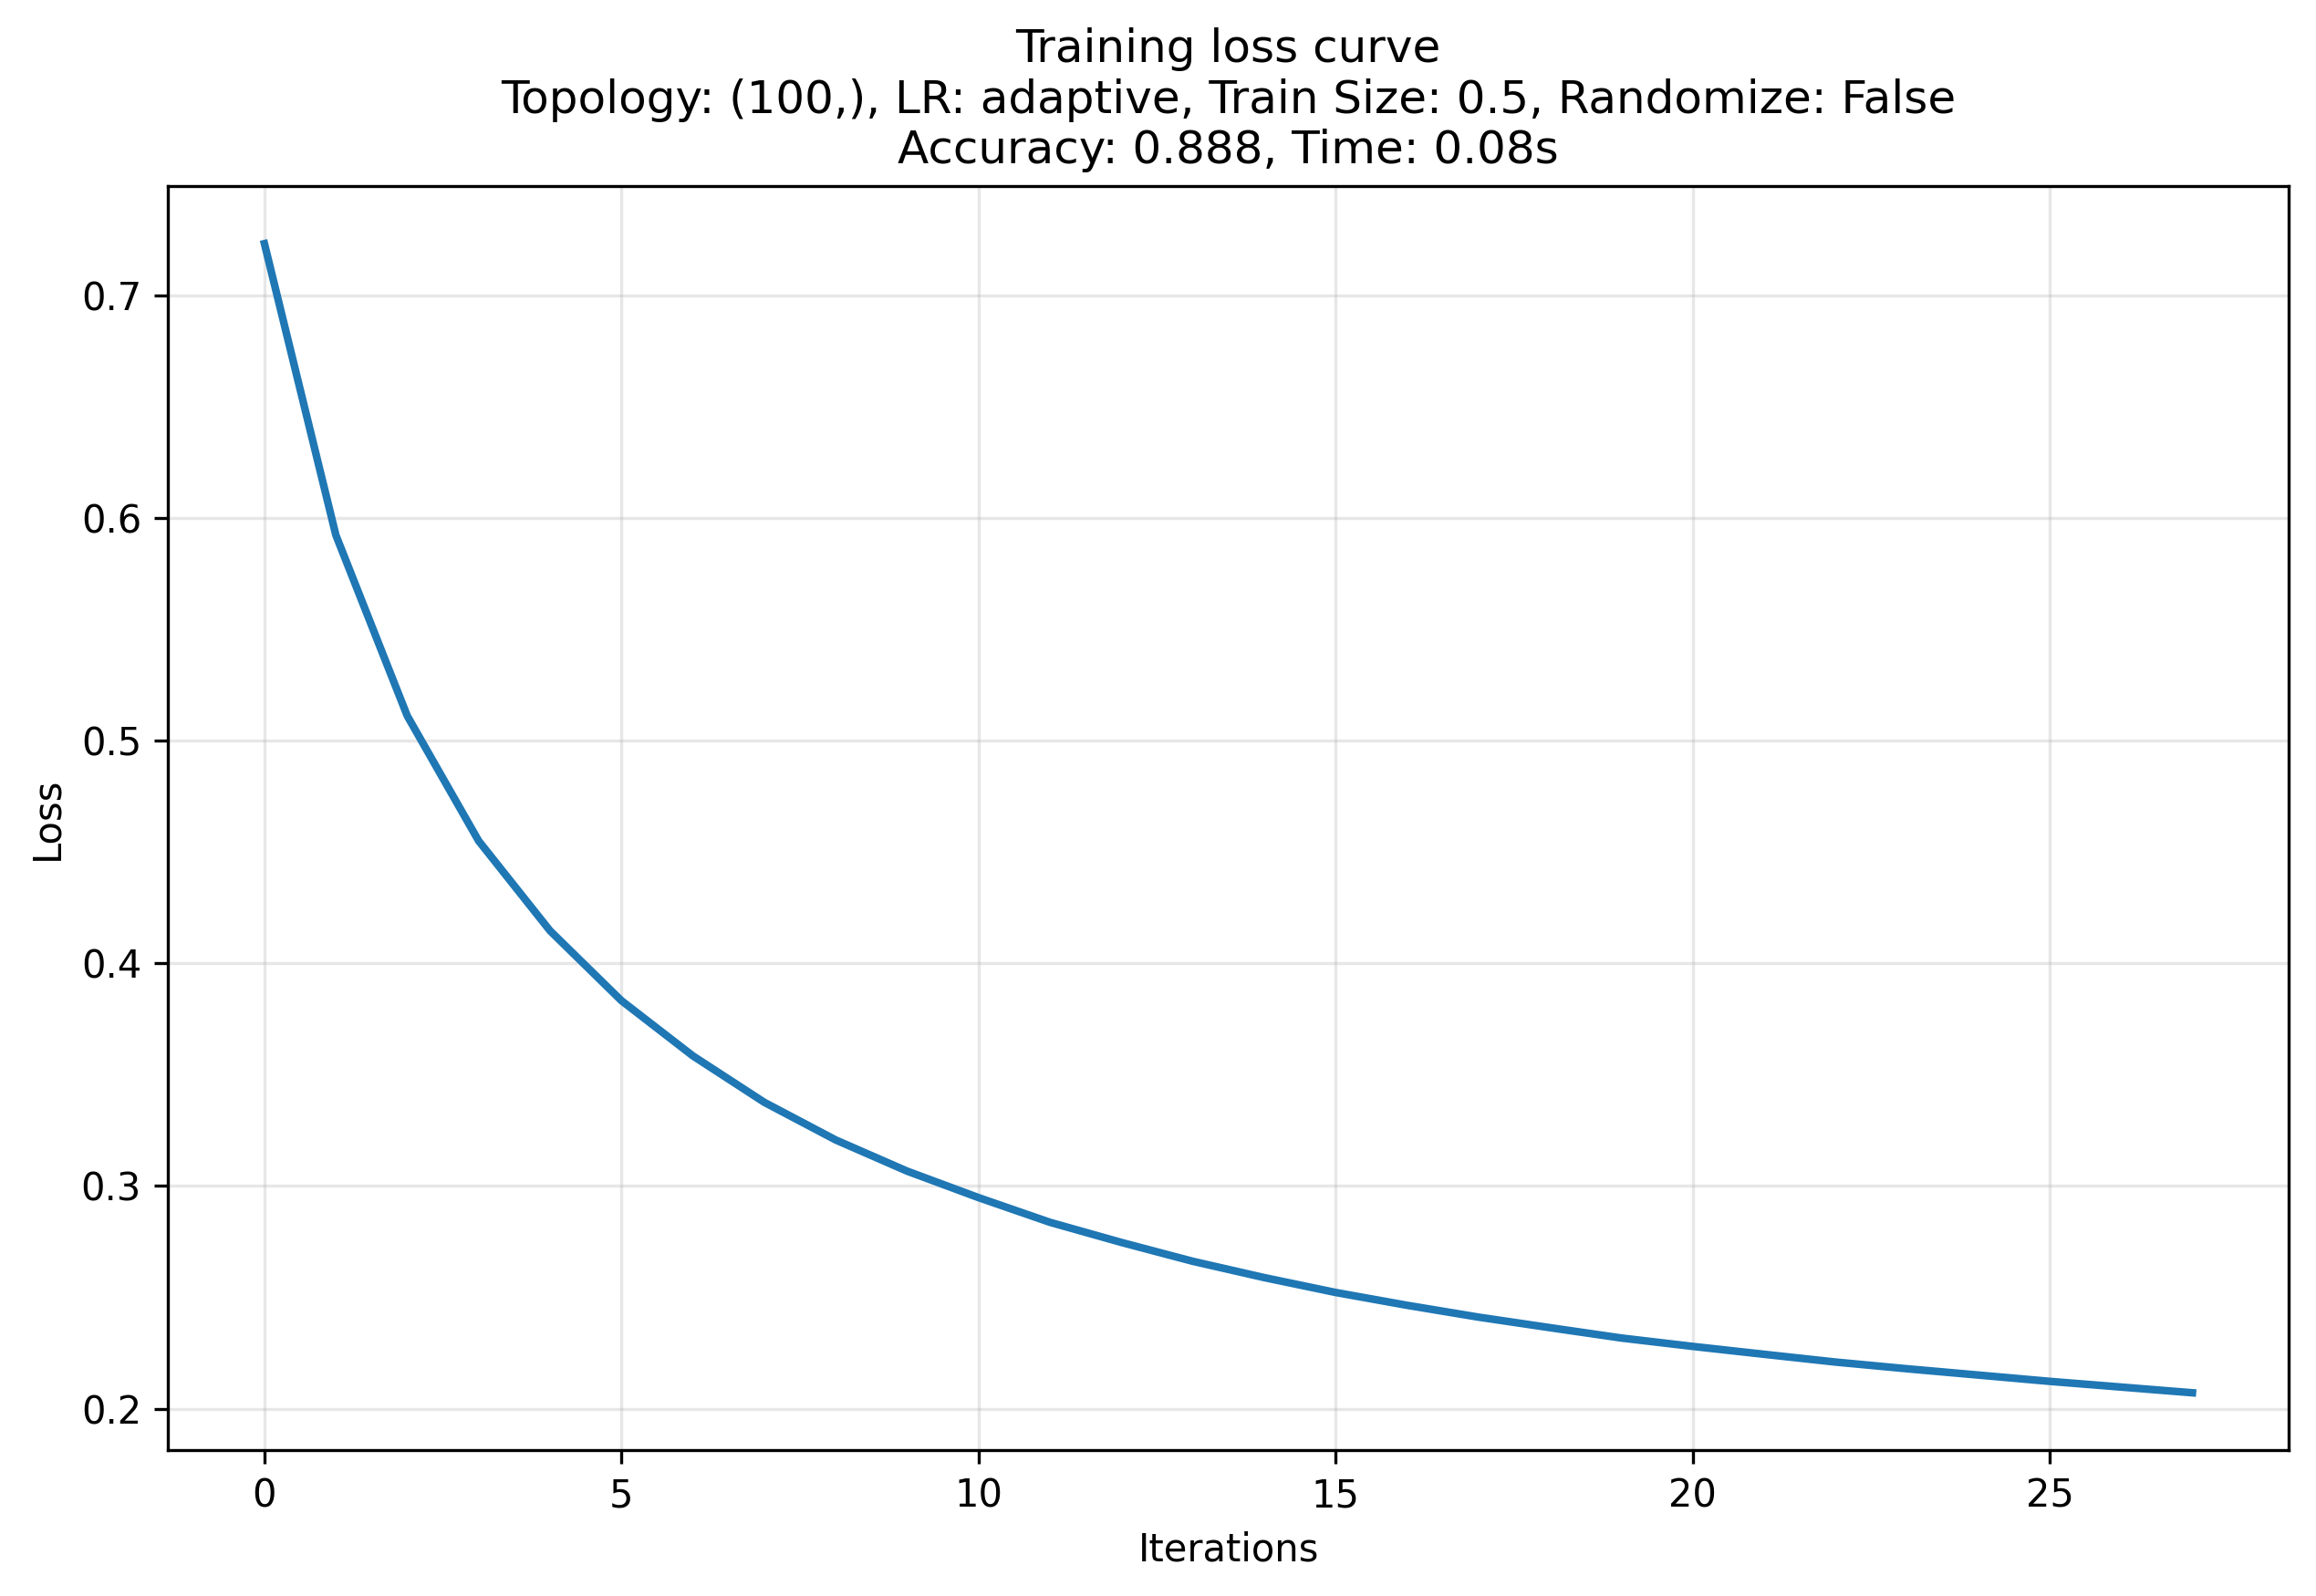 Training loss curve
Topology: (100,), LR: adaptive, Train Size: 0.5, Randomize: False
Accuracy: 0.888, Time: 0.08s
0.7
0.6
0.5
0.4
0.3
0.2
Loss
0 5 10 15 20 25
Iterations